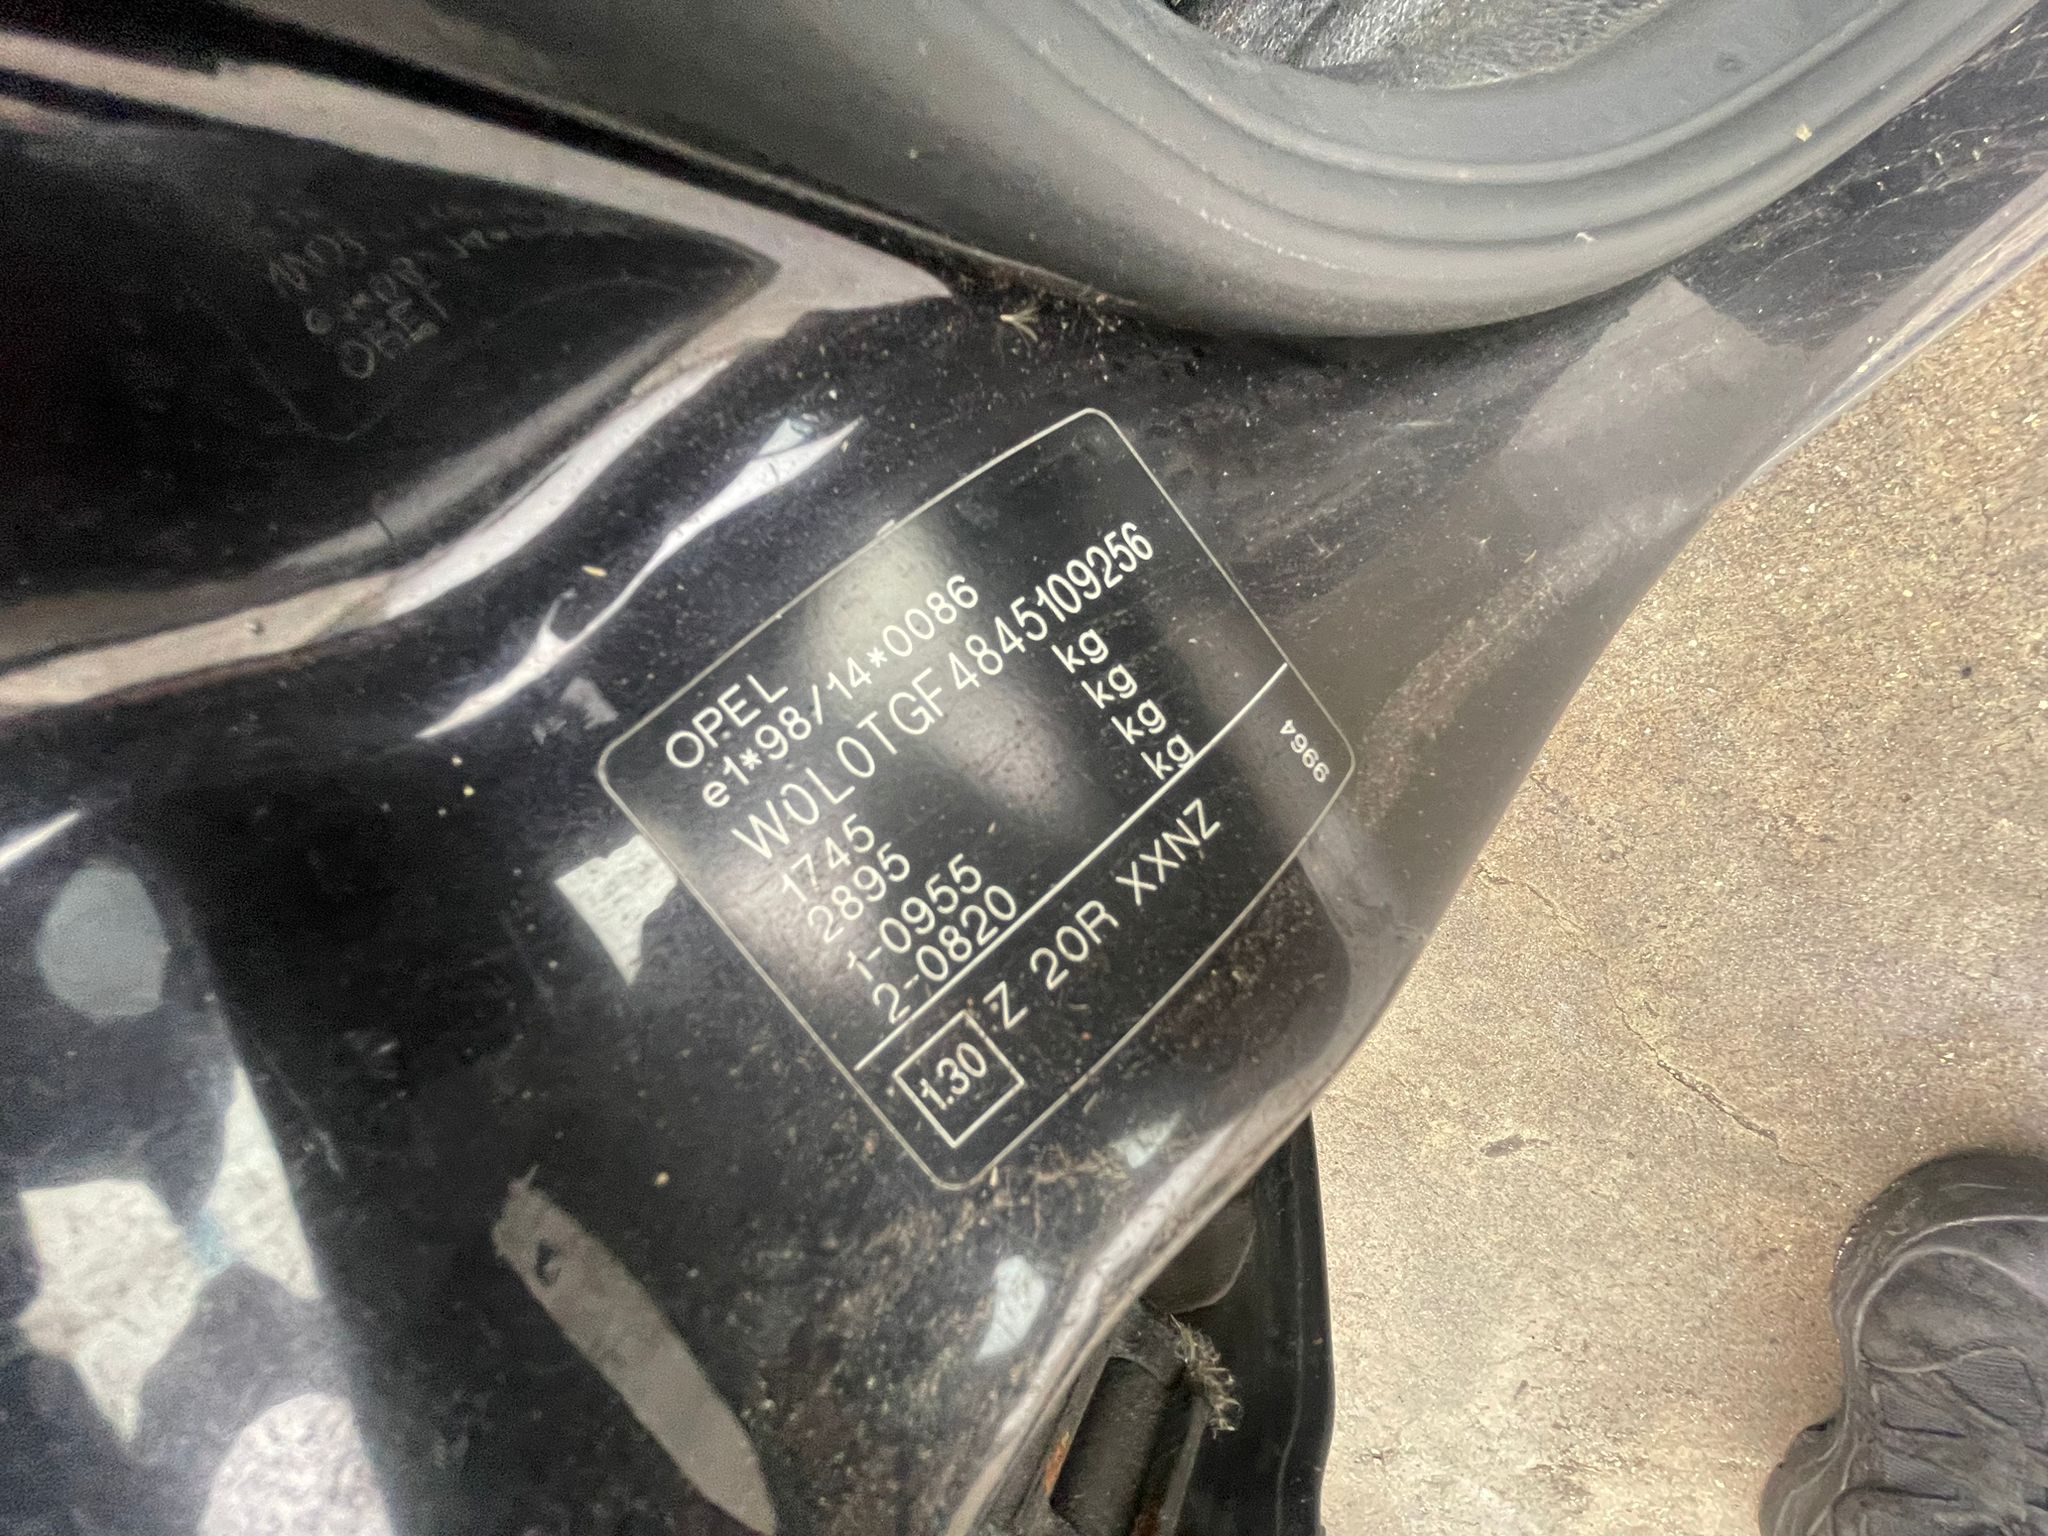 OPEL
e1*98/14*0086
W0L0TGF4845109256
1745 kg
2895 kg
1-0955 kg
2-0820 kg
1.30 Z 20R XXNZ
9964